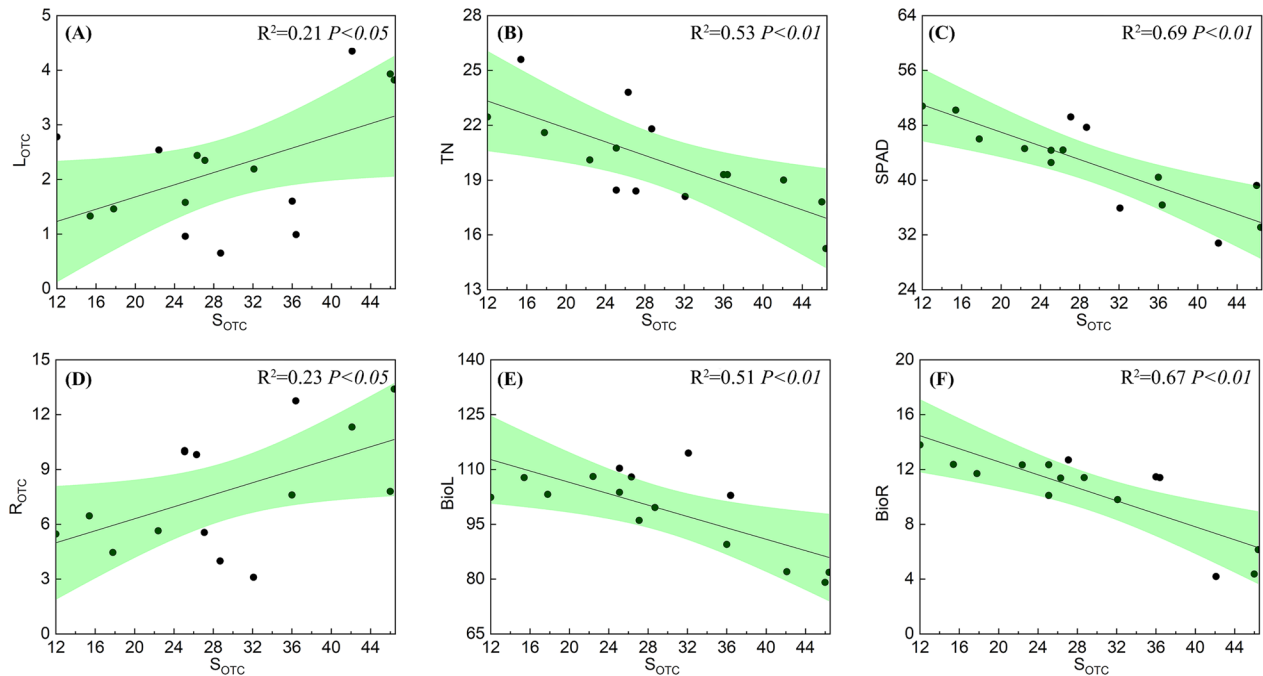 (A) R²=0.21 P<0.05
5
4
3
2
1
0
L_OTC
12 16 20 24 28 32 36 40 44
S_OTC
(B) R²=0.53 P<0.01
28
25
22
19
16
13
TN
12 16 20 24 28 32 36 40 44
S_OTC
(C) R²=0.69 P<0.01
64
56
48
40
32
24
SPAD
12 16 20 24 28 32 36 40 44
S_OTC
(D) R²=0.23 P<0.05
15
12
9
6
3
0
R_OTC
12 16 20 24 28 32 36 40 44
S_OTC
(E) R²=0.51 P<0.01
140
125
110
95
80
65
BioL
12 16 20 24 28 32 36 40 44
S_OTC
(F) R²=0.67 P<0.01
20
16
12
8
4
0
BioR
12 16 20 24 28 32 36 40 44
S_OTC